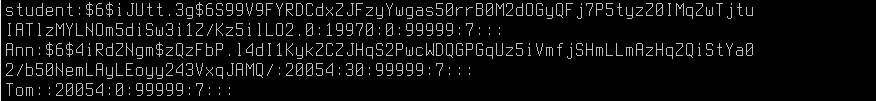 student:$6$iJUtt.3g$6S99V9FYRDCdxZJFzyYwgas50rrB0M2dOGyQFj7P5tyzZ0IMqZwTjtu
IATlzMYLNOm5diSw3i1Z/Kz5ilLO2.0:19970:0:99999:7:::
Ann:$6$4iRdZNgm$zQzFbP.l4dI1KykZCZJHqS2PwcWDQGPGqUz5iVmfjSHmLLmAzHqZQiStYa0
2/b50NemLAyLEoyy243VxqJAMQ/:20054:30:99999:7:::
Tom::20054:0:99999:7:::